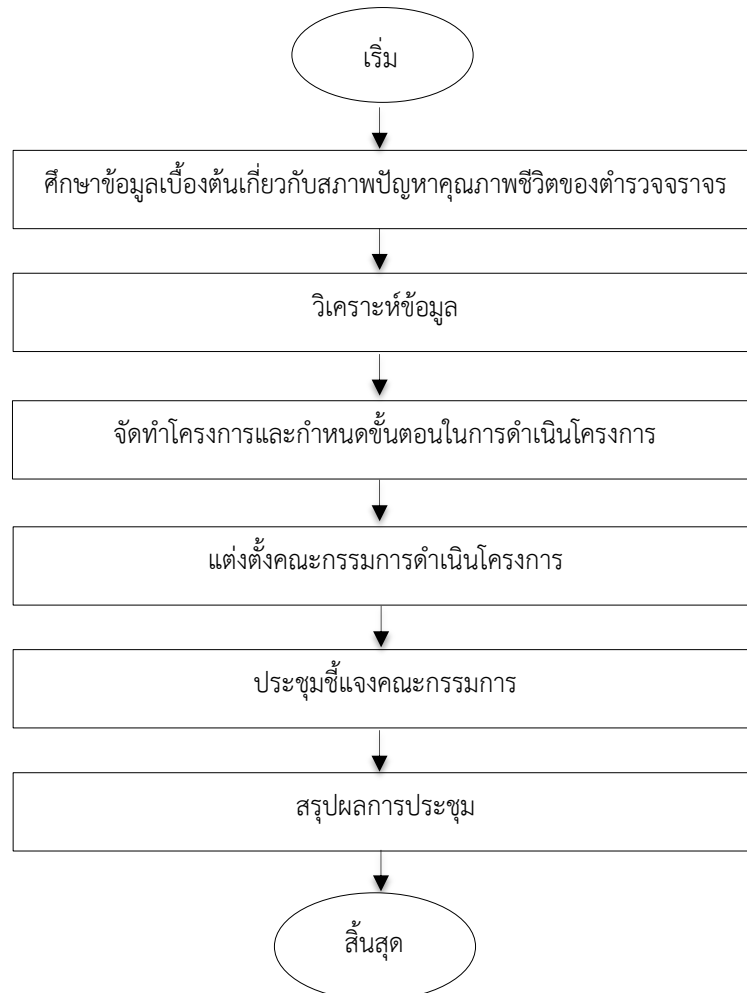 เริ่ม
ศึกษาข้อมูลเบื้องต้นเกี่ยวกับสภาพปัญหาคุณภาพชีวิตของตำรวจจราจร
วิเคราะห์ข้อมูล
จัดทำโครงการและกำหนดขั้นตอนในการดำเนินโครงการ
แต่งตั้งคณะกรรมการดำเนินโครงการ
ประชุมชี้แจงคณะกรรมการ
สรุปผลการประชุม
สิ้นสุด